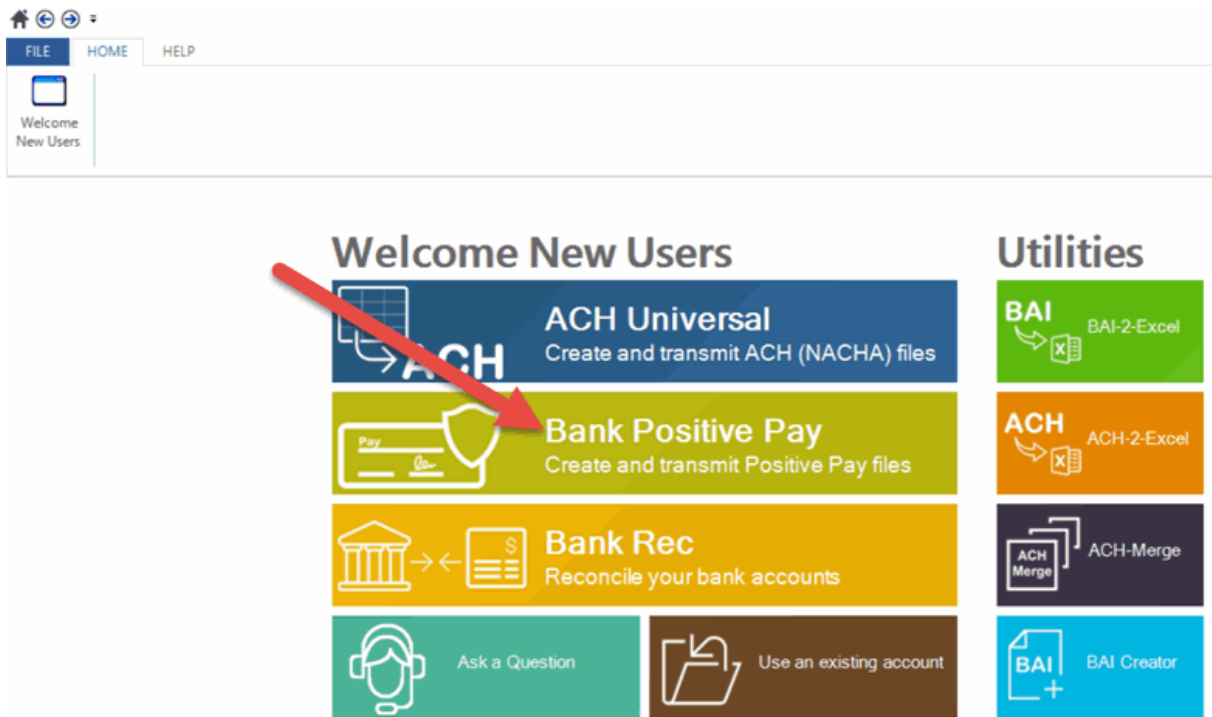 FILE HOME HELP
Welcome
New Users
Welcome New Users
ACH
ACH Universal
Create and transmit ACH (NACHA) files
Pay
Bank Positive Pay
Create and transmit Positive Pay files
$
Bank Rec
Reconcile your bank accounts
Ask a Question
Use an existing account
Utilities
BAI
BAI-2-Excel
X
ACH
ACH-2-Excel
X
ACH
Merge
ACH-Merge
BAI
BAI Creator